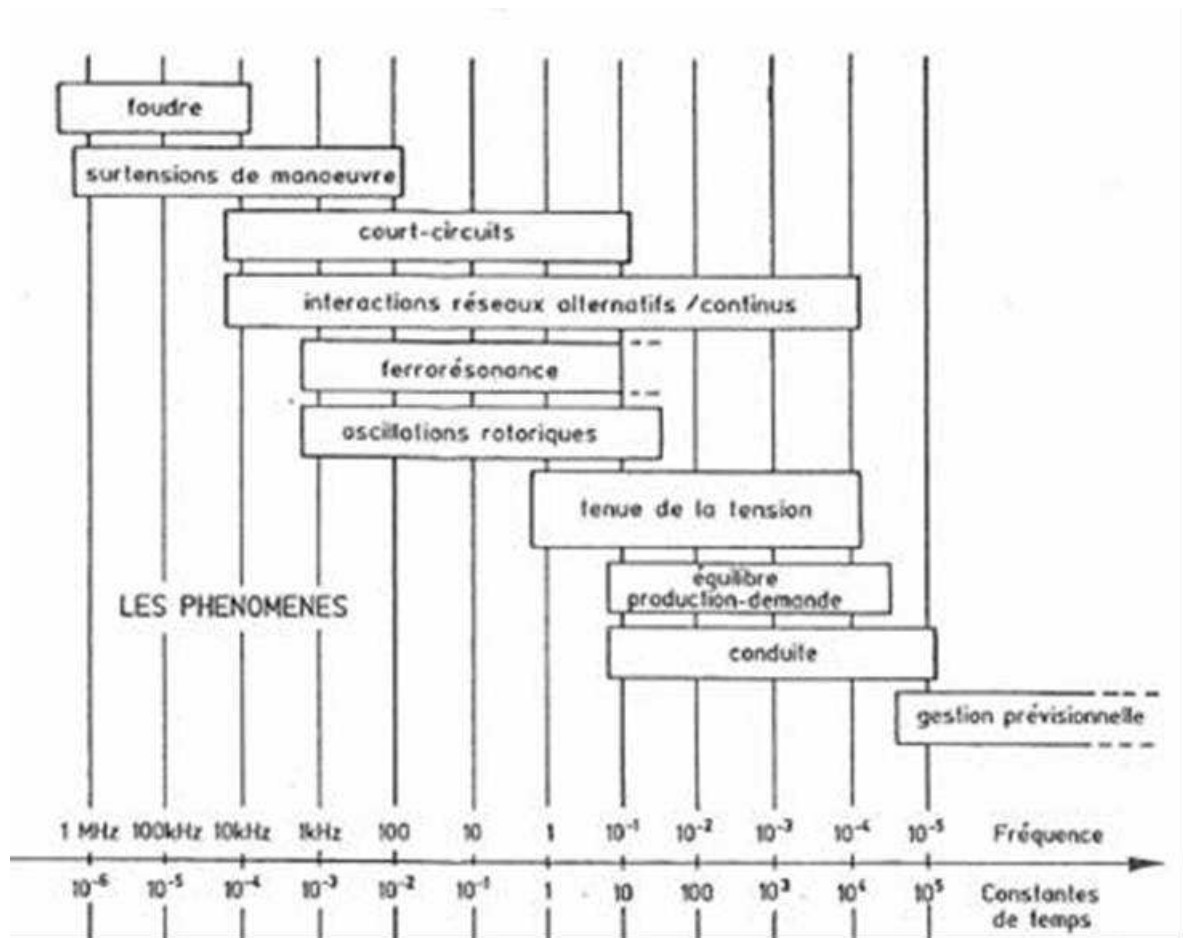 foudre
surtensions de manoeuvre
court-circuits
interactions réseaux alternatifs /continus
ferrorésonance
oscillations rotoriques
tenue de la tension
équilibre
production-demande
LES PHENOMENES
conduite
gestion prévisionnelle
1 MHz 100kHz 10kHz 1kHz 100 10 1 10⁻¹ 10⁻² 10⁻³ 10⁻⁴ 10⁻⁵ Fréquence
10⁻⁶ 10⁻⁵ 10⁻⁴ 10⁻³ 10⁻² 10⁻¹ 1 10 100 10³ 10⁴ 10⁵ Constantes
de temps